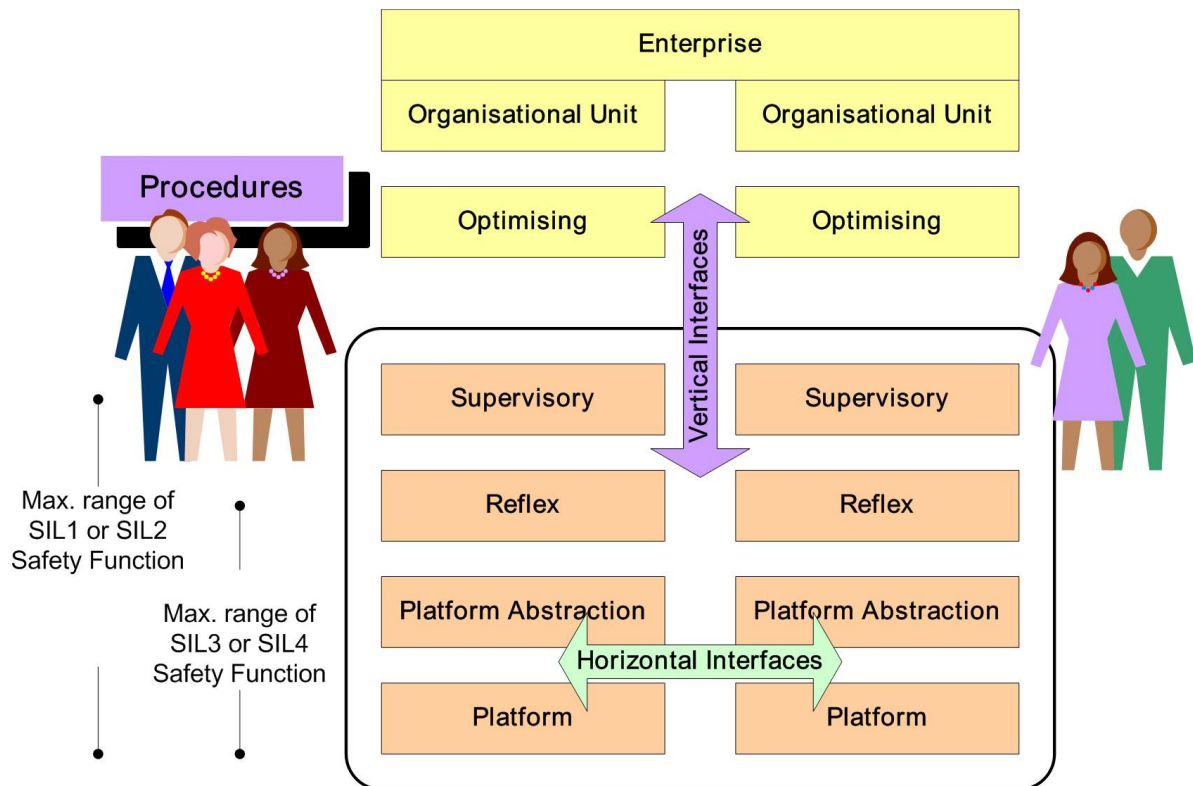 Enterprise
Organisational Unit
Organisational Unit
Procedures
Optimising
Optimising
Vertical Interfaces
Supervisory
Supervisory
Max. range of
SIL1 or SIL2
Safety Function
Reflex
Reflex
Max. range of
SIL3 or SIL4
Safety Function
Platform Abstraction
Platform Abstraction
Horizontal Interfaces
Platform
Platform